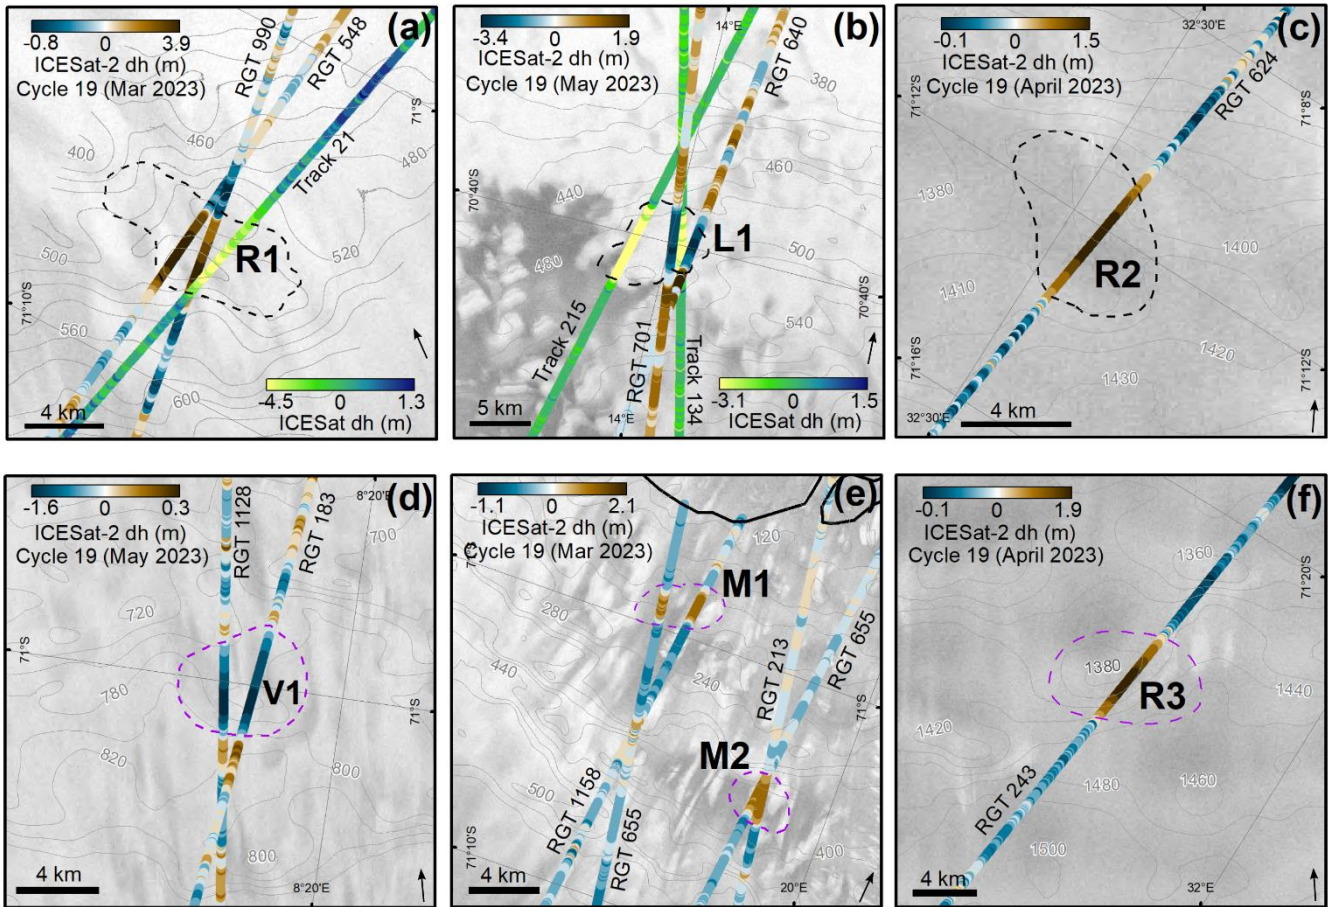 (a)
-0.8 0 3.9
ICESat-2 dh (m)
Cycle 19 (Mar 2023)
RGT 990
RGT 548
Track 21
71°S
460
400
480
520
500
R1
71°10'S
560
600
-4.5 0 1.3
ICESat dh (m)
4 km
(b)
-3.4 0 1.9
ICESat-2 dh (m)
Cycle 19 (May 2023)
14°E
RGT 640
380
460
70°40'S
440
L1
500
480
70°40'S
540
Track 215
RGT 701
Track 134
14°E
-3.1 0 1.5
ICESat dh (m)
5 km
(c)
-0.1 0 1.5
ICESat-2 dh (m)
Cycle 19 (April 2023)
32°30'E
RGT 624
71°12'S
71°8'S
1380
1400
R2
1410
1420
1430
71°16'S
71°12'S
32°30'E
4 km
(d)
-1.6 0 0.3
ICESat-2 dh (m)
Cycle 19 (May 2023)
8°20'E
RGT 1128
RGT 183
700
720
71°S
780
V1
71°S
820
800
800
8°20'E
4 km
(e)
-1.1 0 2.1
ICESat-2 dh (m)
Cycle 19 (Mar 2023)
120
71°S
M1
280
440
240
RGT 213
RGT 655
71°S
M2
500
RGT 1158
RGT 655
71°10'S
400
20°E
4 km
(f)
-0.1 0 1.9
ICESat-2 dh (m)
Cycle 19 (April 2023)
1360
71°20'S
1380
R3
1440
1420
1480
1460
RGT 243
1500
32°E
4 km